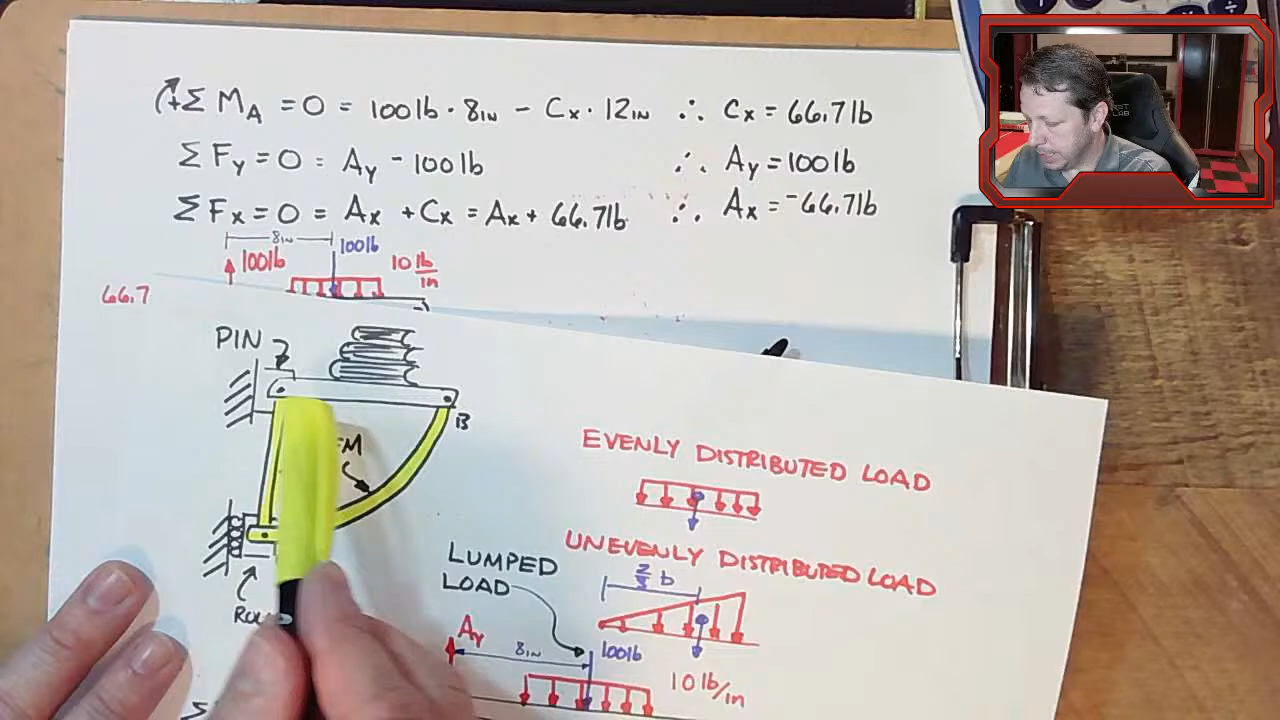 +Σ M_A = 0 = 100lb · 8in - Cx · 12in ∴ Cx = 66.7lb
Σ Fy = 0 = Ay - 100lb ∴ Ay = 100lb
Σ Fx = 0 = Ax + Cx = Ax + 66.7lb ∴ Ax = -66.7lb
8in
100lb
100lb
10 lb/in
66.7
PIN
B
EVENLY DISTRIBUTED LOAD
UNEVENLY DISTRIBUTED LOAD
LUMPED
LOAD
2/3 b
Ay
8in
100lb
10 lb/in